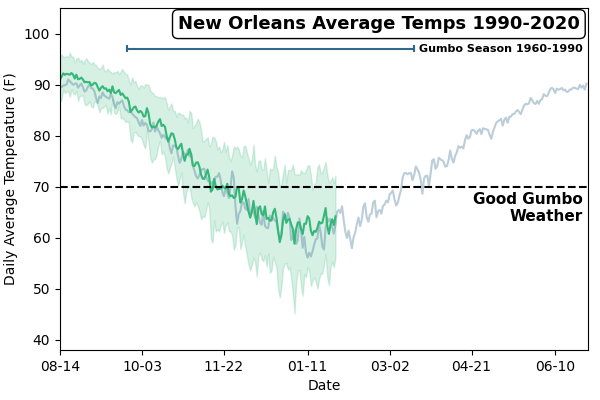 New Orleans Average Temps 1990-2020
Gumbo Season 1960-1990
Good Gumbo
Weather
Daily Average Temperature (F)
100
90
80
70
60
50
40
08-14 10-03 11-22 01-11 03-02 04-21 06-10
Date